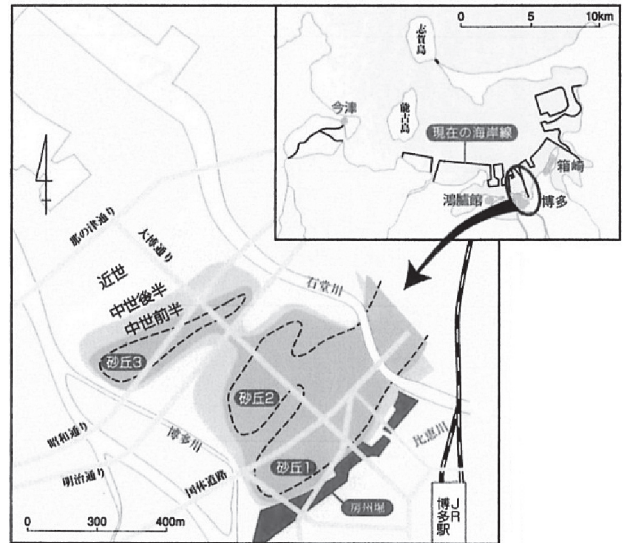 0 5 10km
志賀島
今津
能古島
現在の海岸線
箱崎
鴻臚館
博多
那の津通り
大博通り
石堂川
近世
中世後半
中世前半
砂丘3
砂丘2
砂丘1
昭和通り
博多川
明治通り
国体道路
比恵川
房州堀
JR
博多駅
0 300 400m